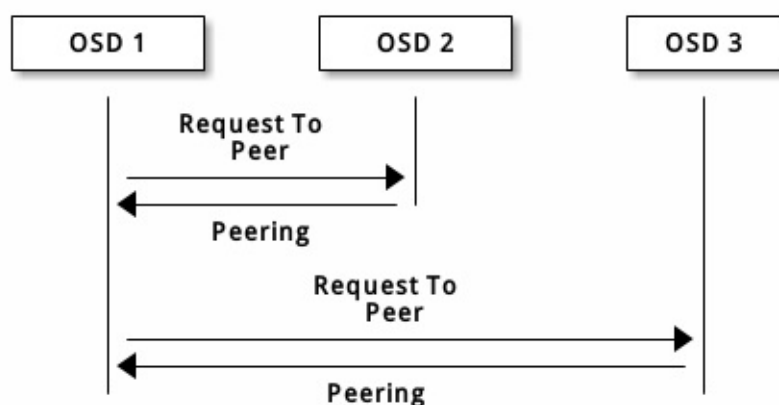 OSD 1
OSD 2
OSD 3
Request To
Peer
Peering
Request To
Peer
Peering